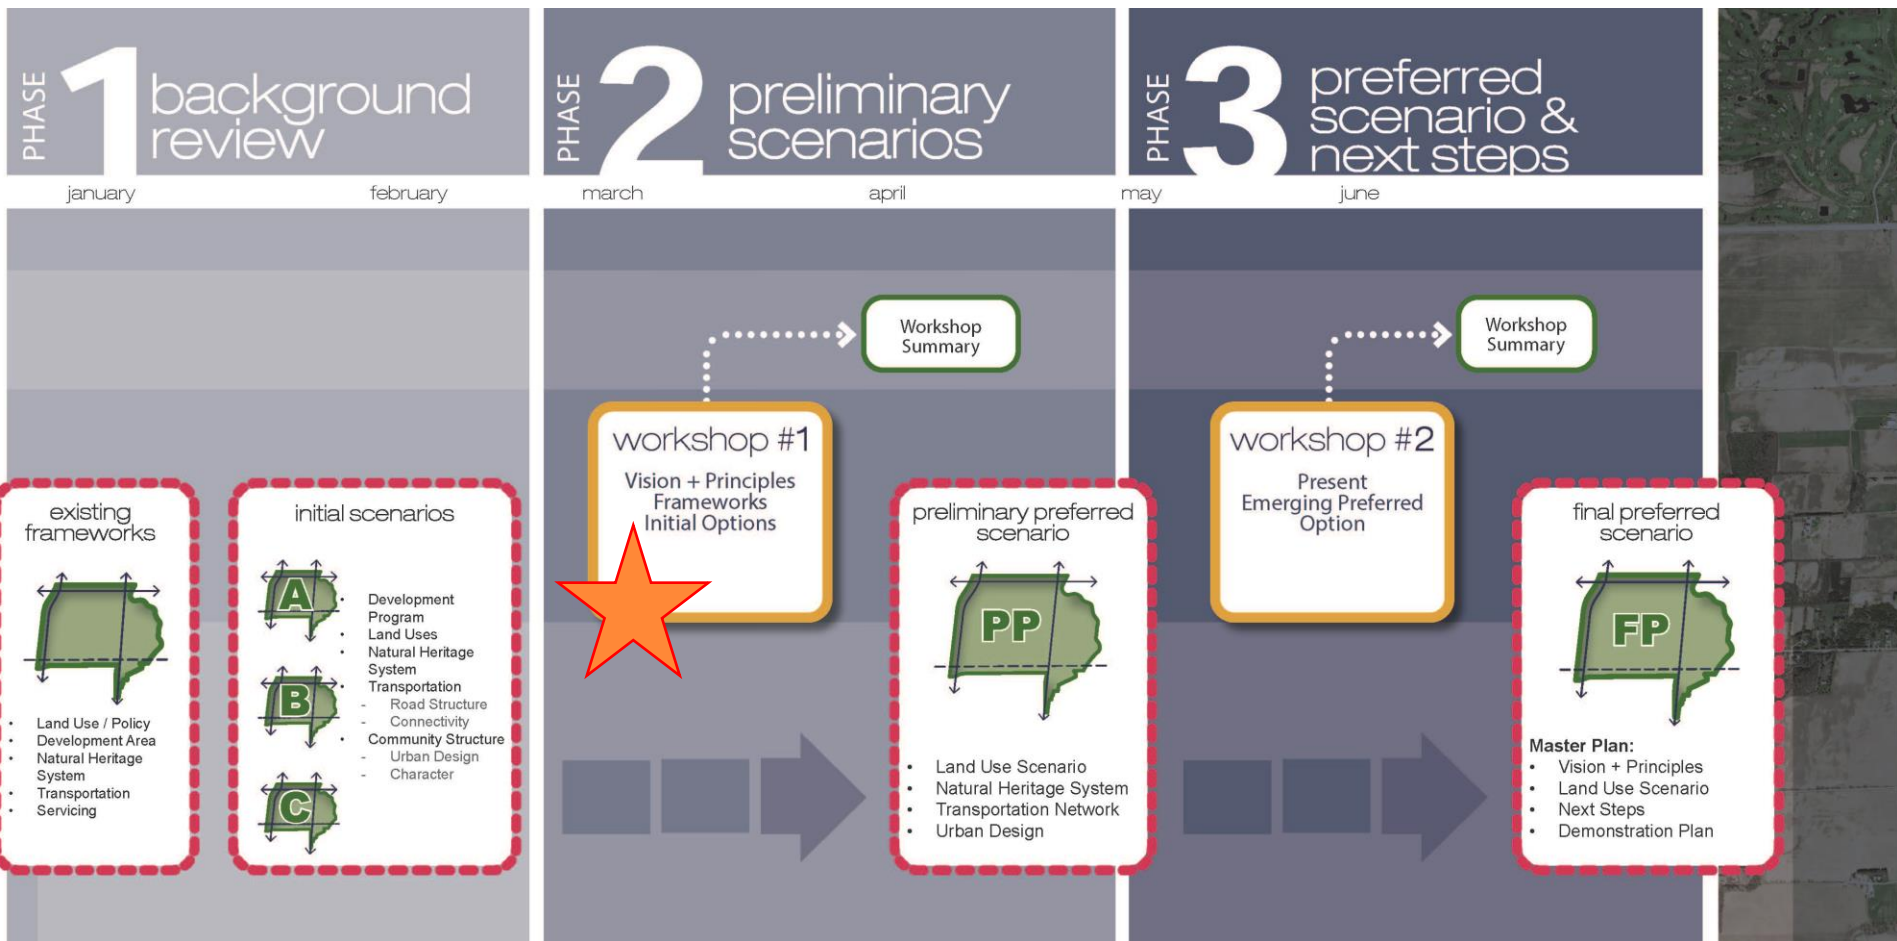 PHASE 1 background
review
PHASE 2 preliminary
scenarios
PHASE 3 preferred
scenario &
next steps
january february march april may june
existing
frameworks
• Land Use / Policy
• Development Area
• Natural Heritage
System
• Transportation
• Servicing
initial scenarios
A
B
C
• Development
Program
• Land Uses
• Natural Heritage
System
• Transportation
- Road Structure
- Connectivity
• Community Structure
- Urban Design
- Character
workshop #1
Vision + Principles
Frameworks
Initial Options
Workshop
Summary
preliminary preferred
scenario
PP
• Land Use Scenario
• Natural Heritage System
• Transportation Network
• Urban Design
workshop #2
Present
Emerging Preferred
Option
Workshop
Summary
final preferred
scenario
FP
Master Plan:
• Vision + Principles
• Land Use Scenario
• Next Steps
• Demonstration Plan